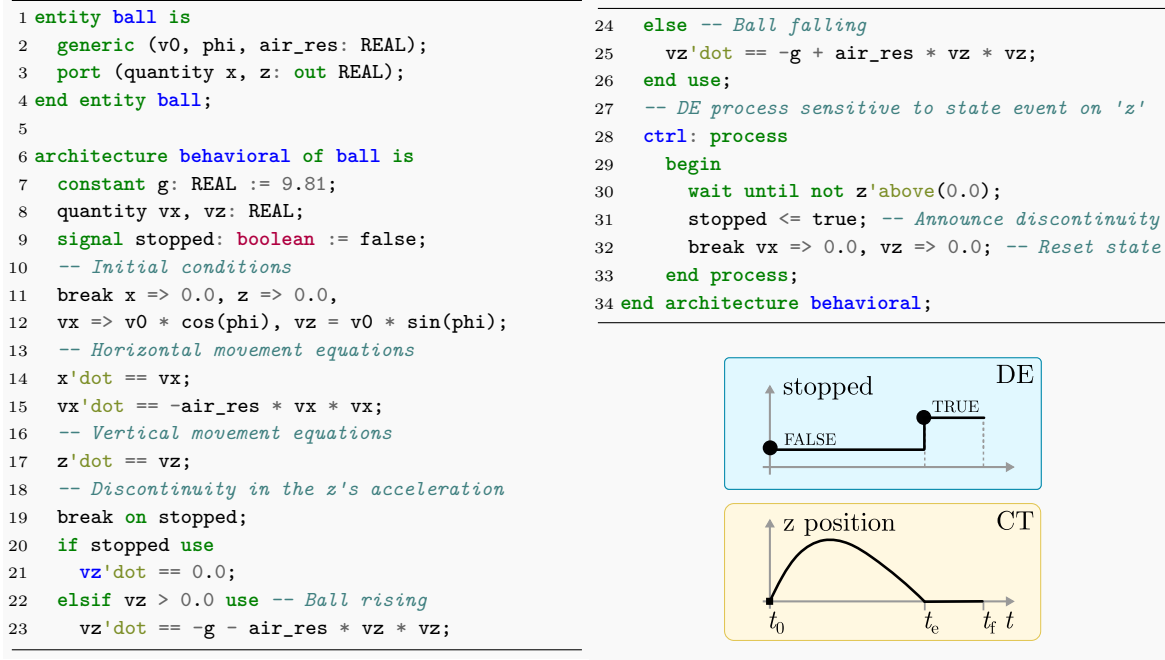 1 entity ball is
2 generic (v0, phi, air_res: REAL);
3 port (quantity x, z: out REAL);
4 end entity ball;
5
6 architecture behavioral of ball is
7 constant g: REAL := 9.81;
8 quantity vx, vz: REAL;
9 signal stopped: boolean := false;
10 -- Initial conditions
11 break x => 0.0, z => 0.0,
12 vx => v0 * cos(phi), vz = v0 * sin(phi);
13 -- Horizontal movement equations
14 x'dot == vx;
15 vx'dot == -air_res * vx * vx;
16 -- Vertical movement equations
17 z'dot == vz;
18 -- Discontinuity in the z's acceleration
19 break on stopped;
20 if stopped use
21 vz'dot == 0.0;
22 elsif vz > 0.0 use -- Ball rising
23 vz'dot == -g - air_res * vz * vz;
24 else -- Ball falling
25 vz'dot == -g + air_res * vz * vz;
26 end use;
27 -- DE process sensitive to state event on 'z'
28 ctrl: process
29 begin
30 wait until not z'above(0.0);
31 stopped <= true; -- Announce discontinuity
32 break vx => 0.0, vz => 0.0; -- Reset state
33 end process;
34 end architecture behavioral;
DE
stopped
TRUE
FALSE
z position CT
t0 te tf t